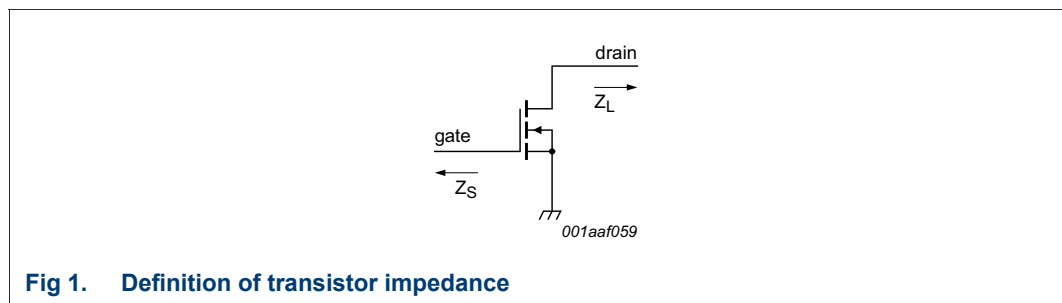 drain
Z_L
gate
Z_S
001aaf059
Fig 1. Definition of transistor impedance